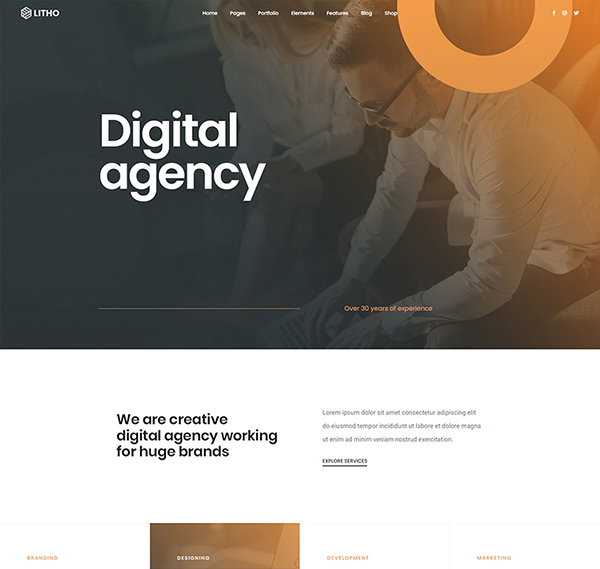 LITHO
Home Pages Portfolio Elements Features Blog Shop
Digital
agency
Over 30 years of experience
We are creative
digital agency working
for huge brands
Lorem ipsum dolor sit amet consectetur adipiscing elit
do eiusmod tempor incididunt ut labore et dolore magna
ut enim ad minim veniam nostrud exercitation.
EXPLORE SERVICES
BRANDING
DESIGNING
DEVELOPMENT
MARKETING